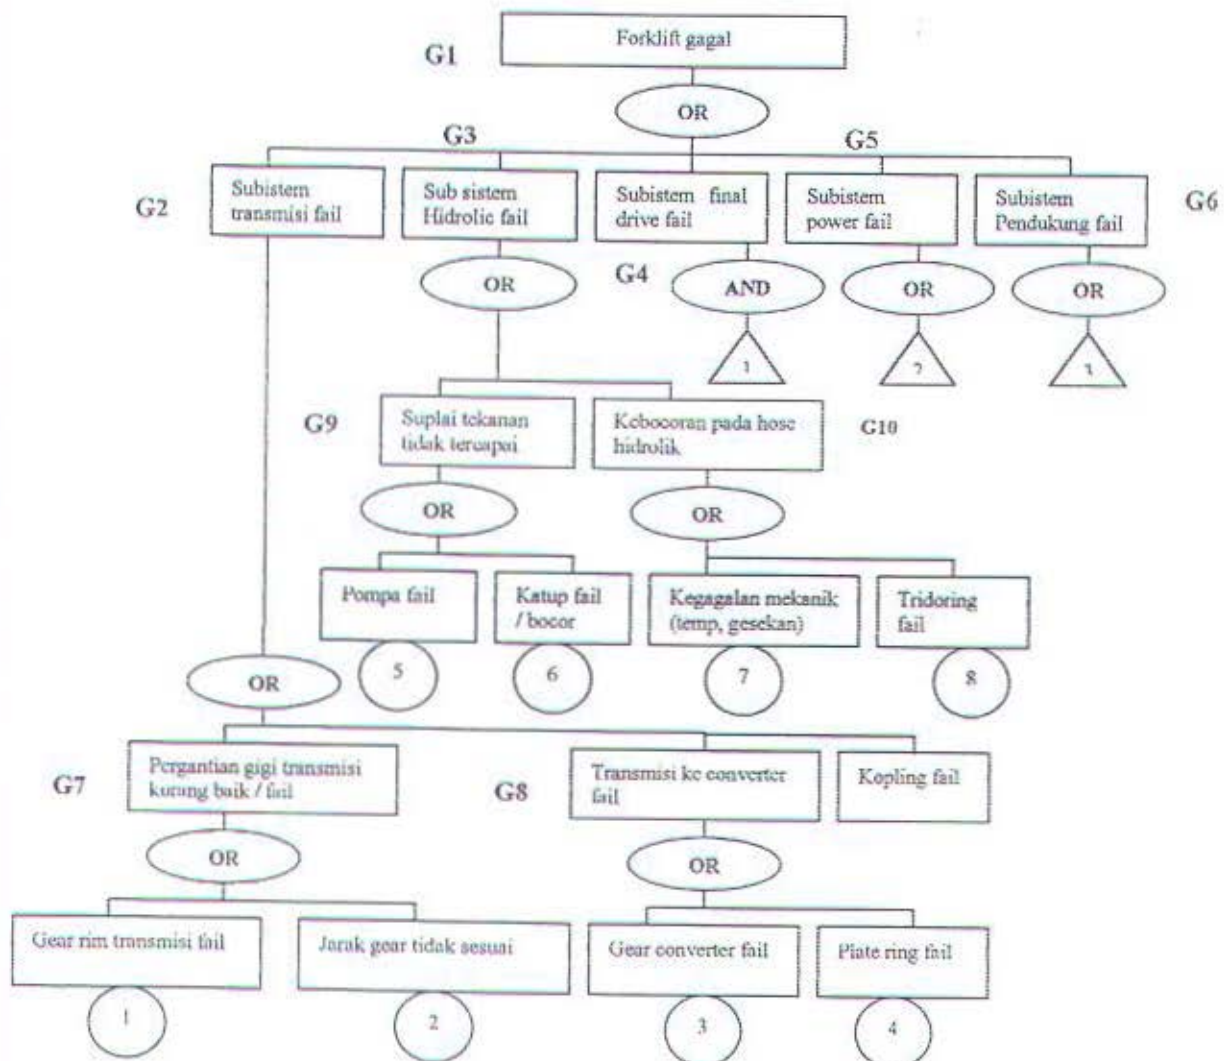 Forklift gagal
G1
OR
G3
G5
G2
Subistem
transmisi fail
Sub sistem
Hidrolic fail
Subistem final
drive fail
Subistem
power fail
Subistem
Pendukung fail
G6
OR
G4
AND
OR
OR
1
2
3
G9
Suplai tekanan
tidak tercapai
Kebocoran pada hose
hidrolik
G10
OR
OR
Pompa fail
Katup fail
/ bocor
Kegagalan mekanik
(temp, gesekan)
Tridoring
fail
5
6
7
8
OR
G7
Pergantian gigi transmisi
kurang baik / fail
G8
Transmisi ke converter
fail
Kopling fail
OR
OR
Gear rim transmisi fail
Jarak gear tidak sesuai
Gear converter fail
Plate ring fail
1
2
3
4